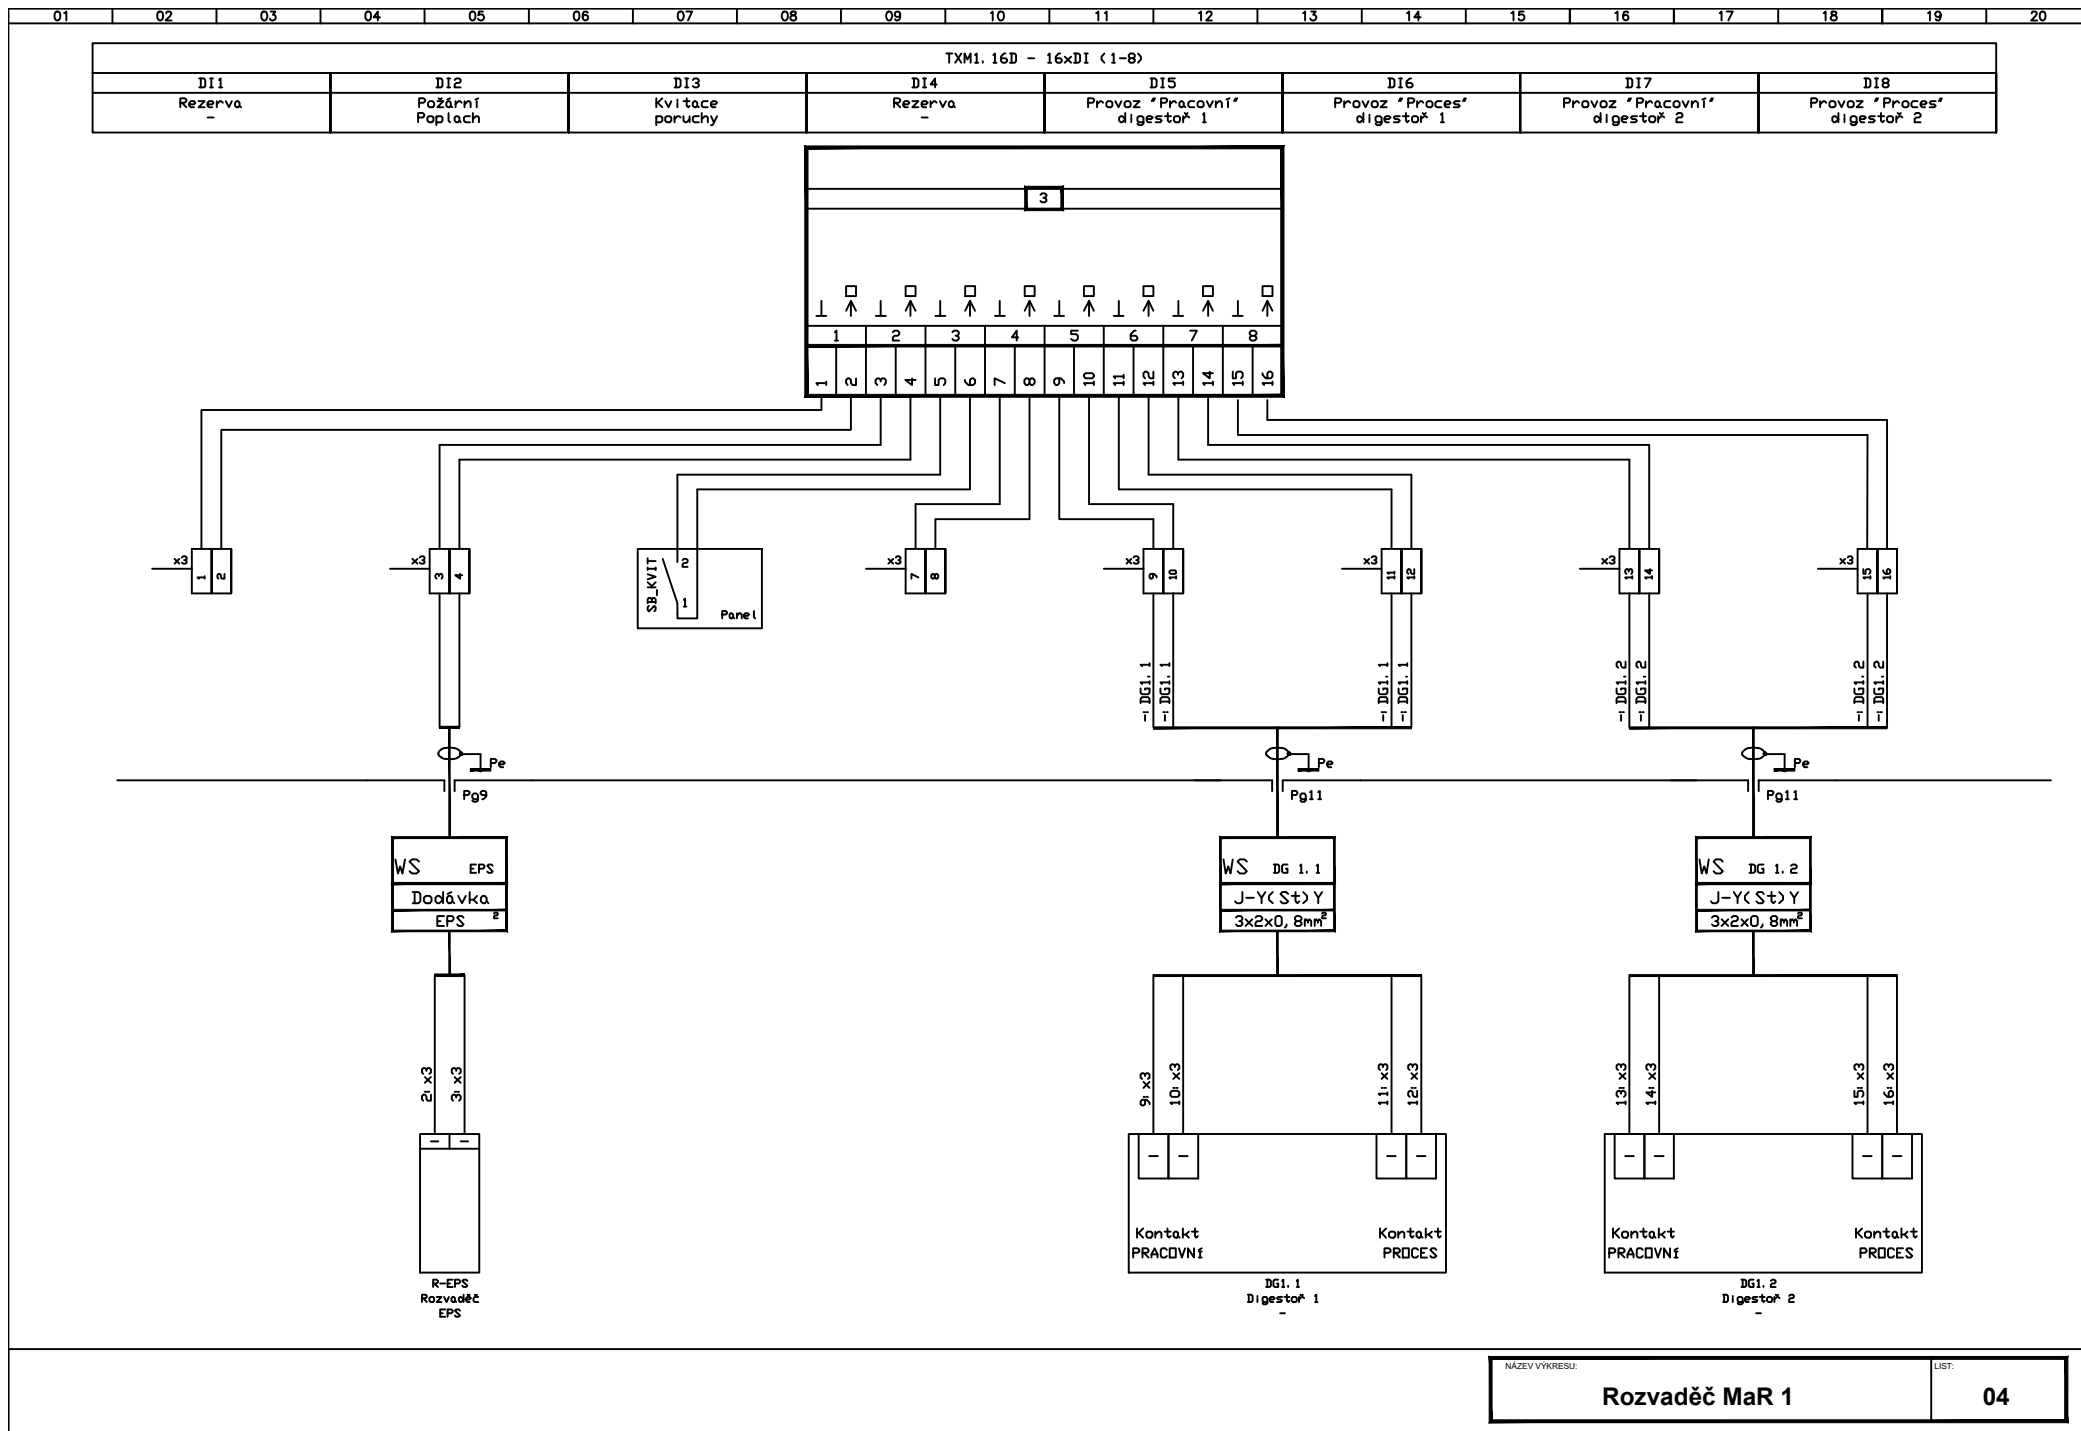 01 02 03 04 05 06 07 08 09 10 11 12 13 14 15 16 17 18 19 20
TXM1.16D - 16xDI (1-8)
DI1 DI2 DI3 DI4 DI5 DI6 DI7 DI8
Rezerva Požární Kvitace Rezerva Provoz "Pracovní" Provoz "Proces" Provoz "Pracovní" Provoz "Proces"
- Poplach poruchy - digestoř 1 digestoř 1 digestoř 2 digestoř 2
3
1 2 3 4 5 6 7 8
1 2 3 4 5 6 7 8 9 10 11 12 13 14 15 16
x3 1 2 x3 3 4 SB_KVIT 2 1 Panel x3 7 8 x3 9 10 x3 11 12 x3 13 14 x3 15 16
-:DG1.1 -:DG1.1 -:DG1.1 -:DG1.1 -:DG1.2 -:DG1.2 -:DG1.2 -:DG1.2
Pe Pe Pe
Pg9 Pg11 Pg11
WS EPS WS DG 1.1 WS DG 1.2
Dodávka J-Y(St)Y J-Y(St)Y
EPS ² 3x2x0,8mm² 3x2x0,8mm²
2:x3 3:x3 9:x3 10:x3 11:x3 12:x3 13:x3 14:x3 15:x3 16:x3
- - - - - - - - - -
Kontakt Kontakt Kontakt Kontakt
PRACOVNÍ PROCES PRACOVNÍ PROCES
R-EPS DG1.1 DG1.2
Rozvaděč Digestoř 1 Digestoř 2
EPS - -
NÁZEV VÝKRESU: LIST:
Rozvaděč MaR 1 04